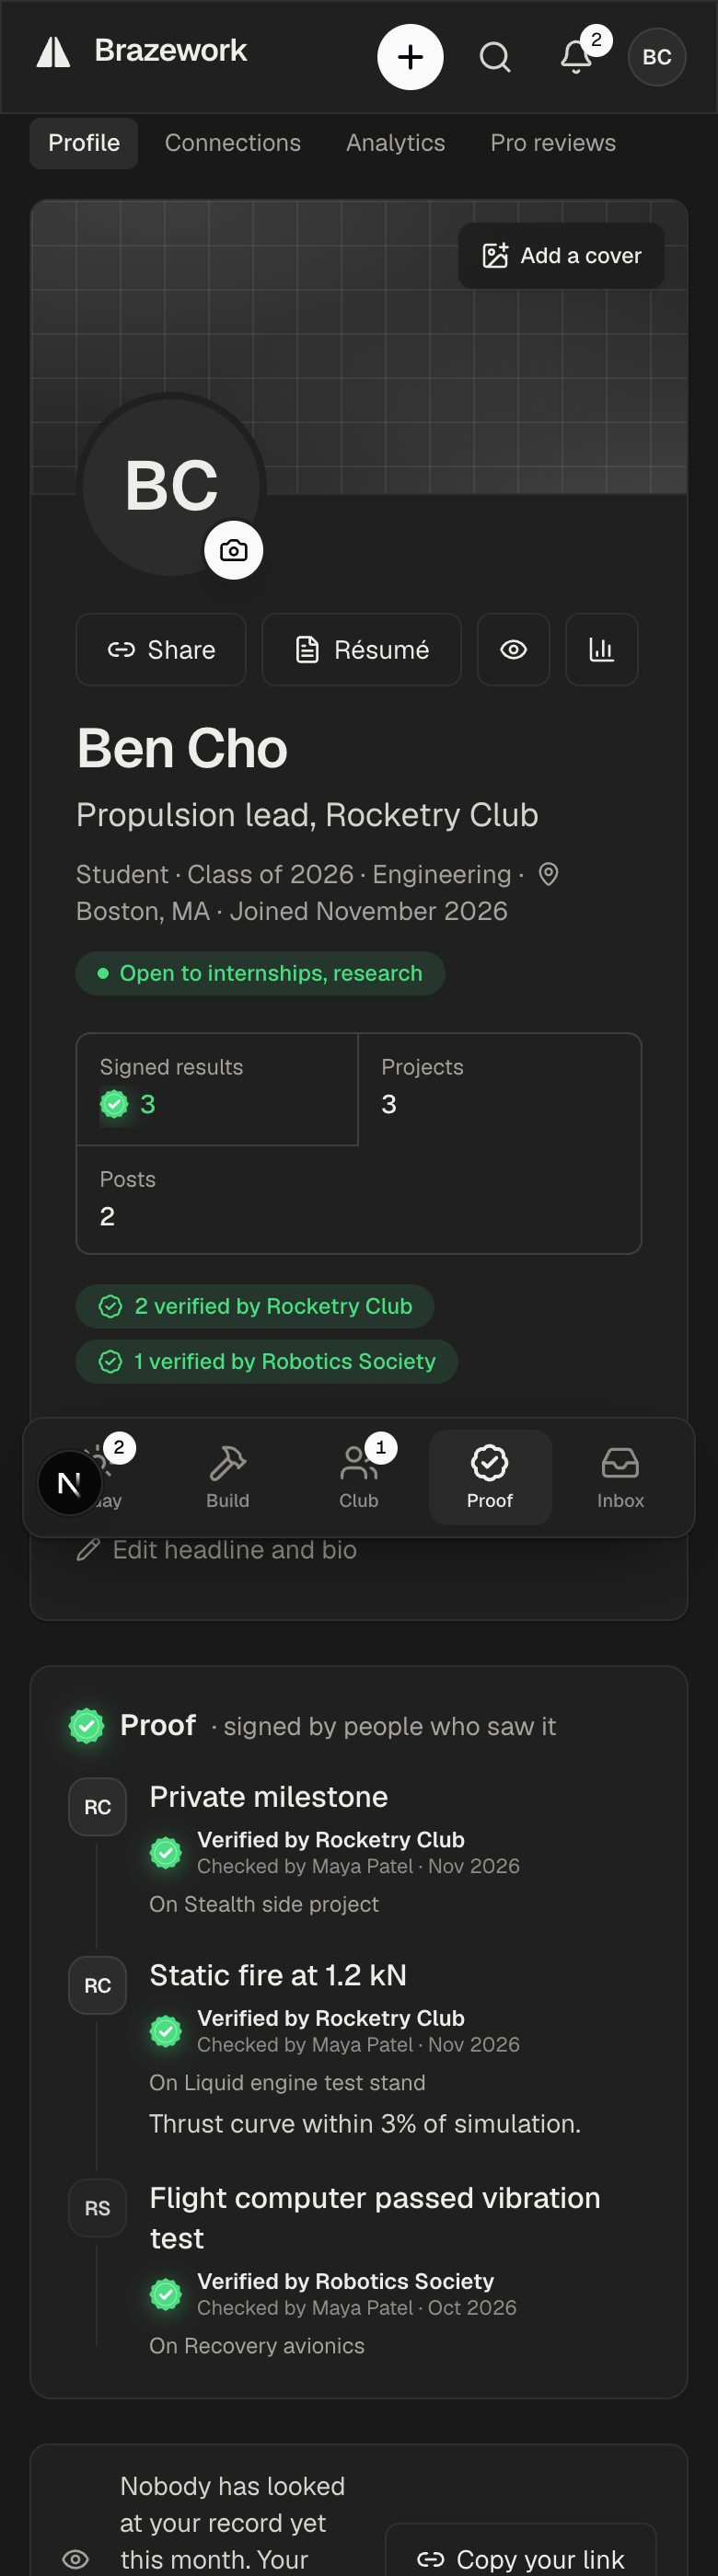 Brazework
2
BC
Profile Connections Analytics Pro reviews
Add a cover
BC
Share Résumé
Ben Cho
Propulsion lead, Rocketry Club
Student · Class of 2026 · Engineering ·
Boston, MA · Joined November 2026
Open to internships, research
Signed results Projects
3 3
Posts
2
2 verified by Rocketry Club
1 verified by Robotics Society
2 1
N
Build Club Proof Inbox
Edit headline and bio
Proof · signed by people who saw it
RC Private milestone
Verified by Rocketry Club
Checked by Maya Patel · Nov 2026
On Stealth side project
RC Static fire at 1.2 kN
Verified by Rocketry Club
Checked by Maya Patel · Nov 2026
On Liquid engine test stand
Thrust curve within 3% of simulation.
RS Flight computer passed vibration
test
Verified by Robotics Society
Checked by Maya Patel · Oct 2026
On Recovery avionics
Nobody has looked
at your record yet
this month. Your
Copy your link